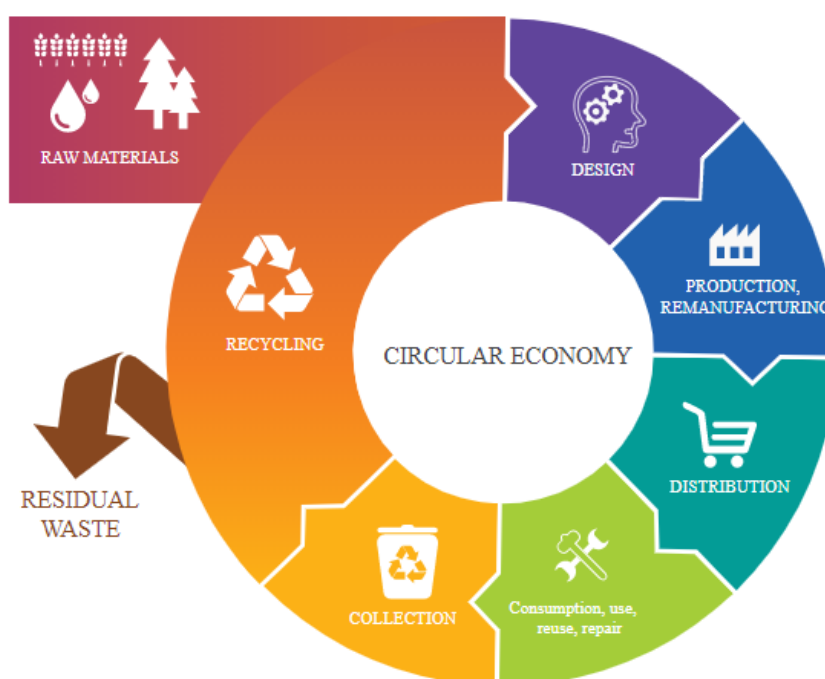 RAW MATERIALS
DESIGN
PRODUCTION,
REMANUFACTURING
RECYCLING
CIRCULAR ECONOMY
DISTRIBUTION
RESIDUAL
WASTE
COLLECTION
Consumption, use,
reuse, repair